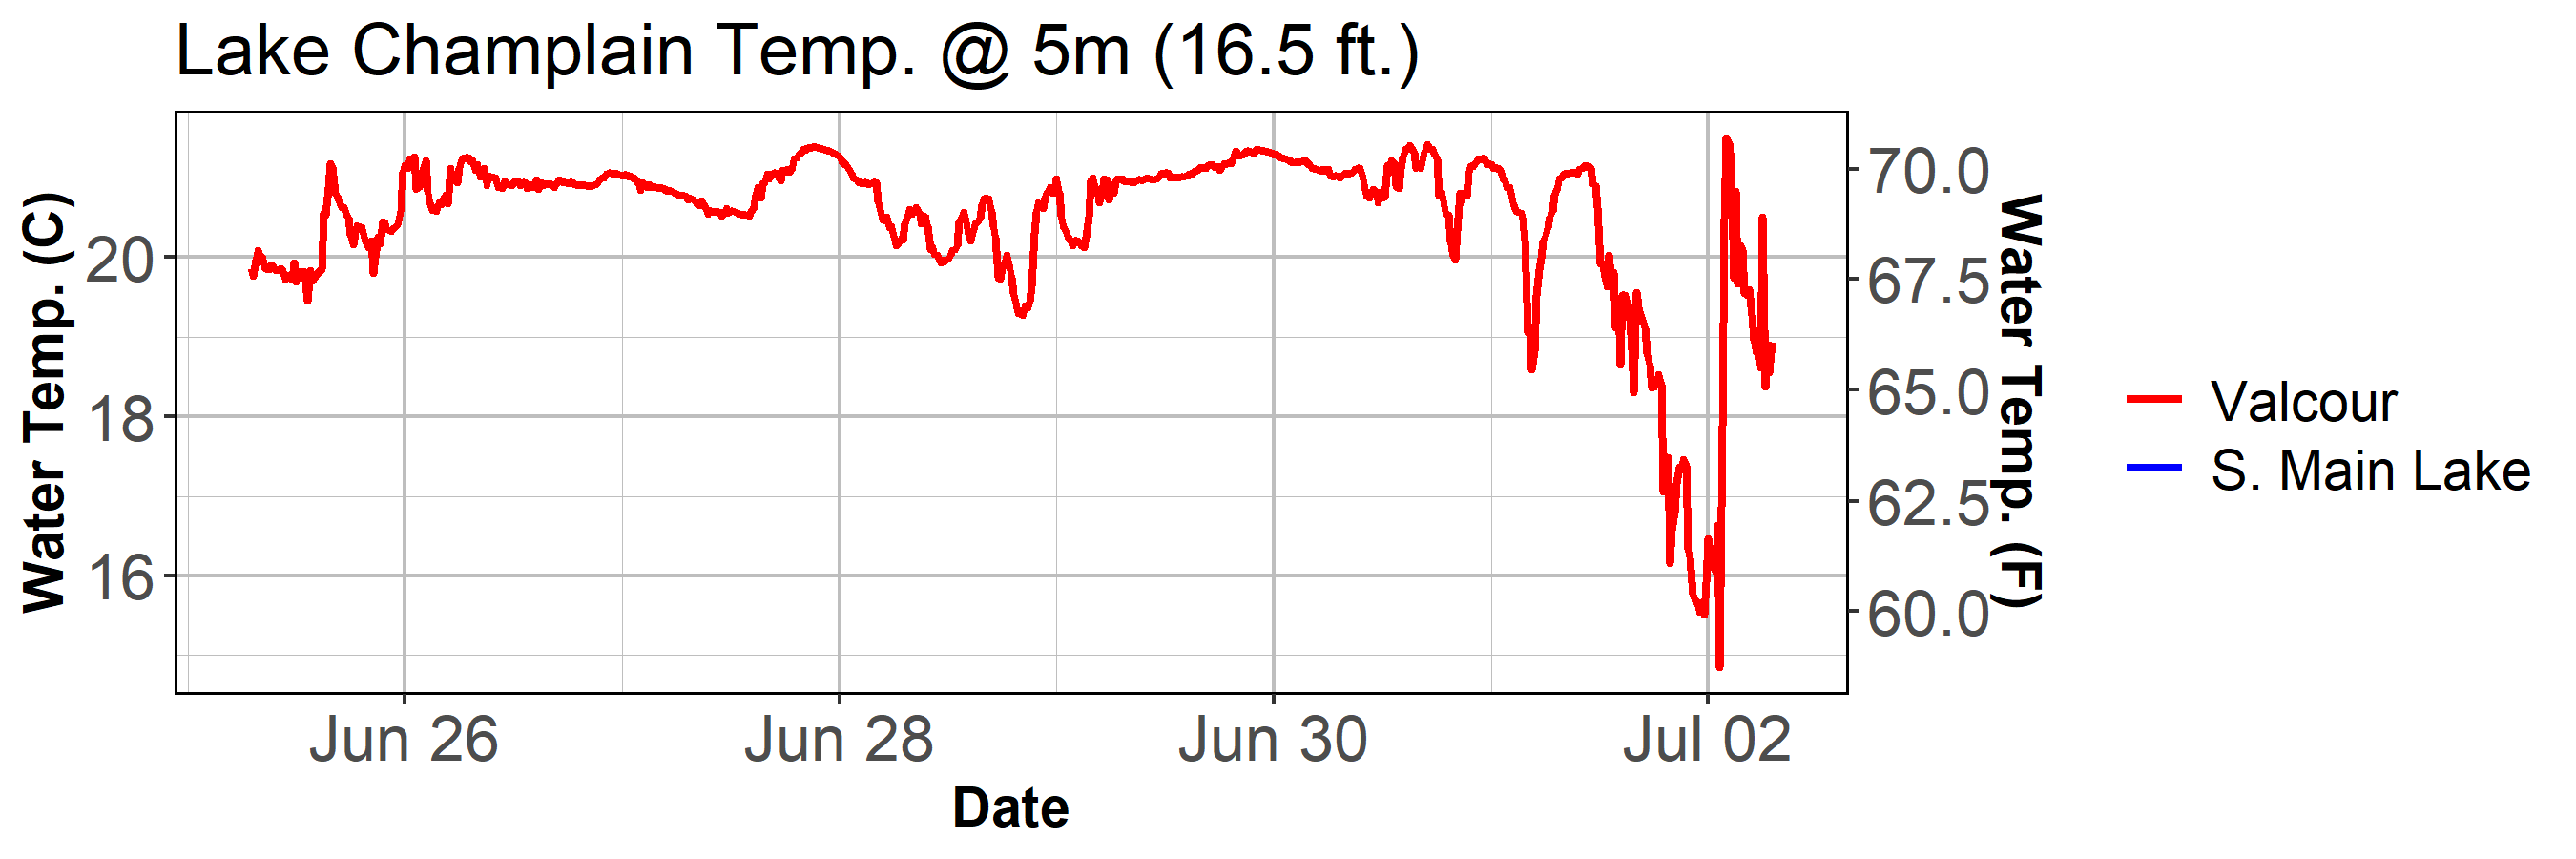 Lake Champlain Temp. @ 5m (16.5 ft.)
Water Temp. (C)
20
18
16
70.0
67.5
65.0
62.5
60.0
Water Temp. (F)
Jun 26
Jun 28
Jun 30
Jul 02
Date
Valcour
S. Main Lake